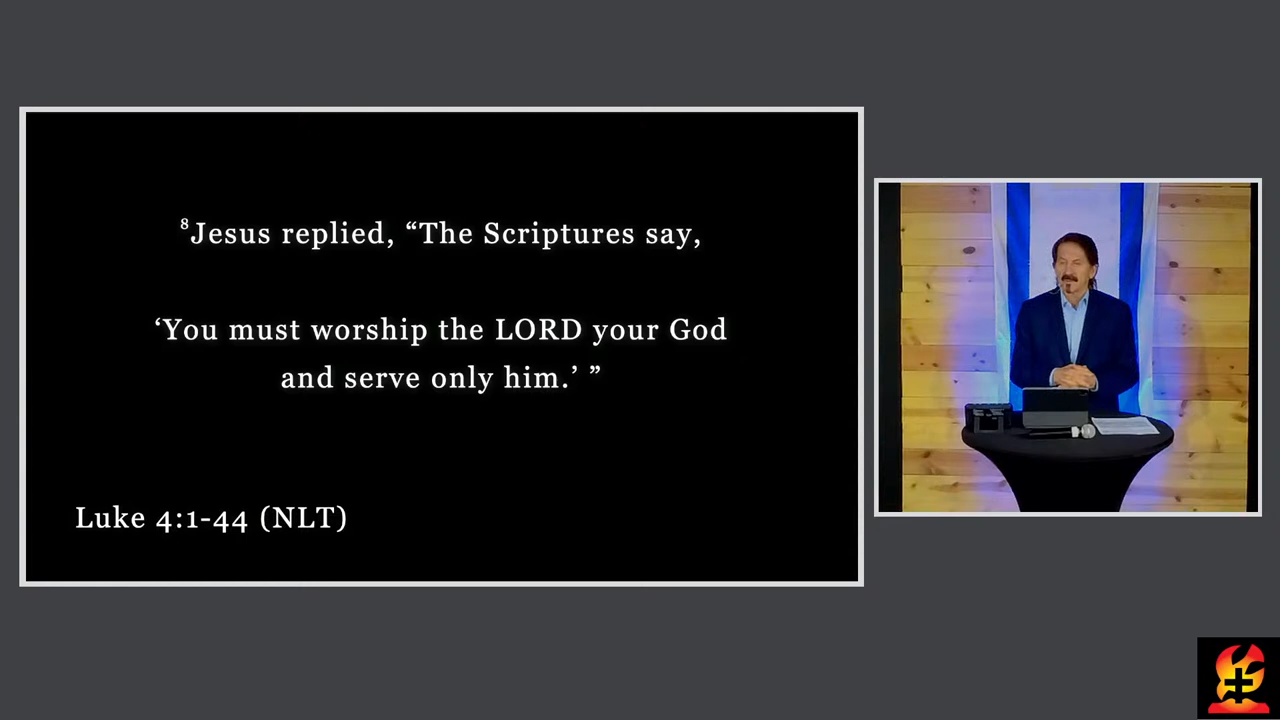 ⁸Jesus replied, “The Scriptures say,
‘You must worship the LORD your God
and serve only him.’ ”
Luke 4:1-44 (NLT)